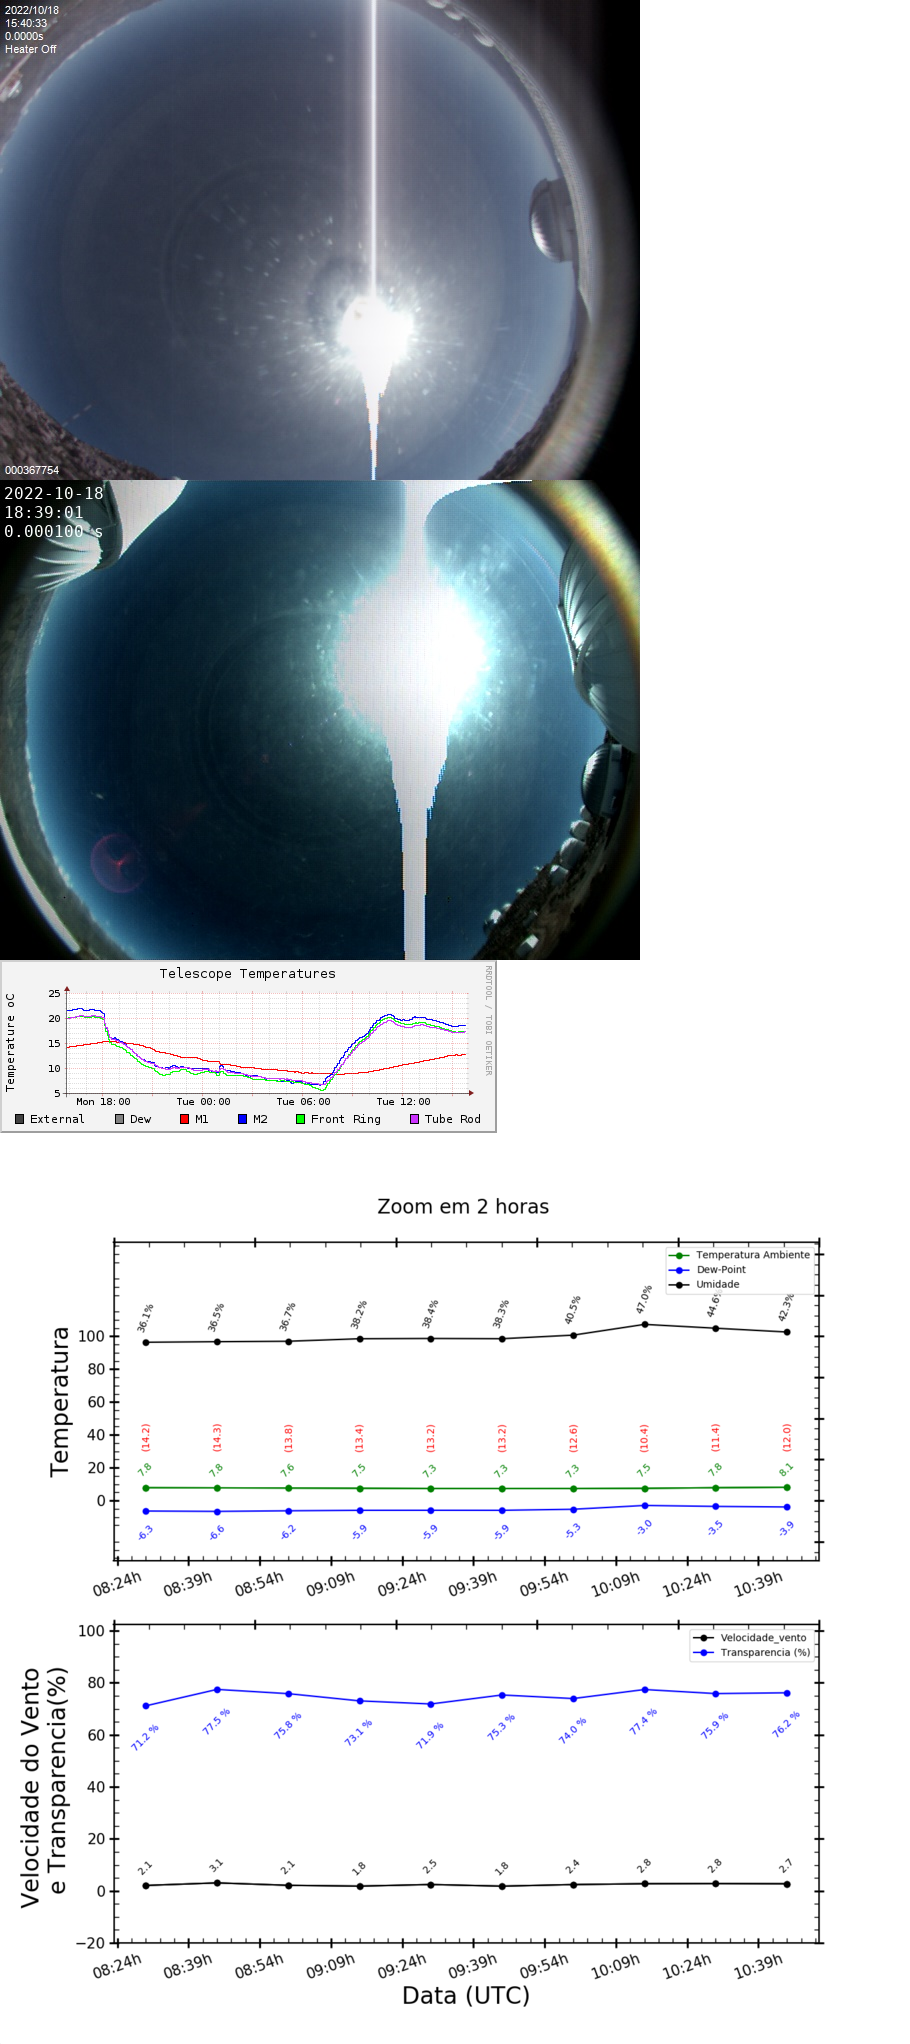 2022/10/18
15:40:33
0.0000s
Heater Off
000367754
2022-10-18
18:39:01
0.000100 s
Telescope Temperatures
RRDTOOL / TOBI OETIKER
Temperature oC
25
20
15
10
5
Mon 18:00 Tue 00:00 Tue 06:00 Tue 12:00
External Dew M1 M2 Front Ring Tube Rod
Zoom em 2 horas
Temperatura Ambiente
Dew-Point
Umidade
36.1% 36.5% 36.7% 38.2% 38.4% 38.3% 40.5% 47.0% 44.6% 42.3%
Temperatura
100
80
60
40
20
0
(14.2) (14.3) (13.8) (13.4) (13.2) (13.2) (12.6) (10.4) (11.4) (12.0)
7.8 7.8 7.6 7.5 7.3 7.3 7.3 7.5 7.8 8.1
-6.3 -6.6 -6.2 -5.9 -5.9 -5.9 -5.3 -3.0 -3.5 -3.9
08:24h 08:39h 08:54h 09:09h 09:24h 09:39h 09:54h 10:09h 10:24h 10:39h
Velocidade_vento
Transparencia (%)
Velocidade do Vento
e Transparencia(%)
100
80
60
40
20
0
−20
71.2 % 77.5 % 75.8 % 73.1 % 71.9 % 75.3 % 74.0 % 77.4 % 75.9 % 76.2 %
2.1 3.1 2.1 1.8 2.5 1.8 2.4 2.8 2.8 2.7
08:24h 08:39h 08:54h 09:09h 09:24h 09:39h 09:54h 10:09h 10:24h 10:39h
Data (UTC)